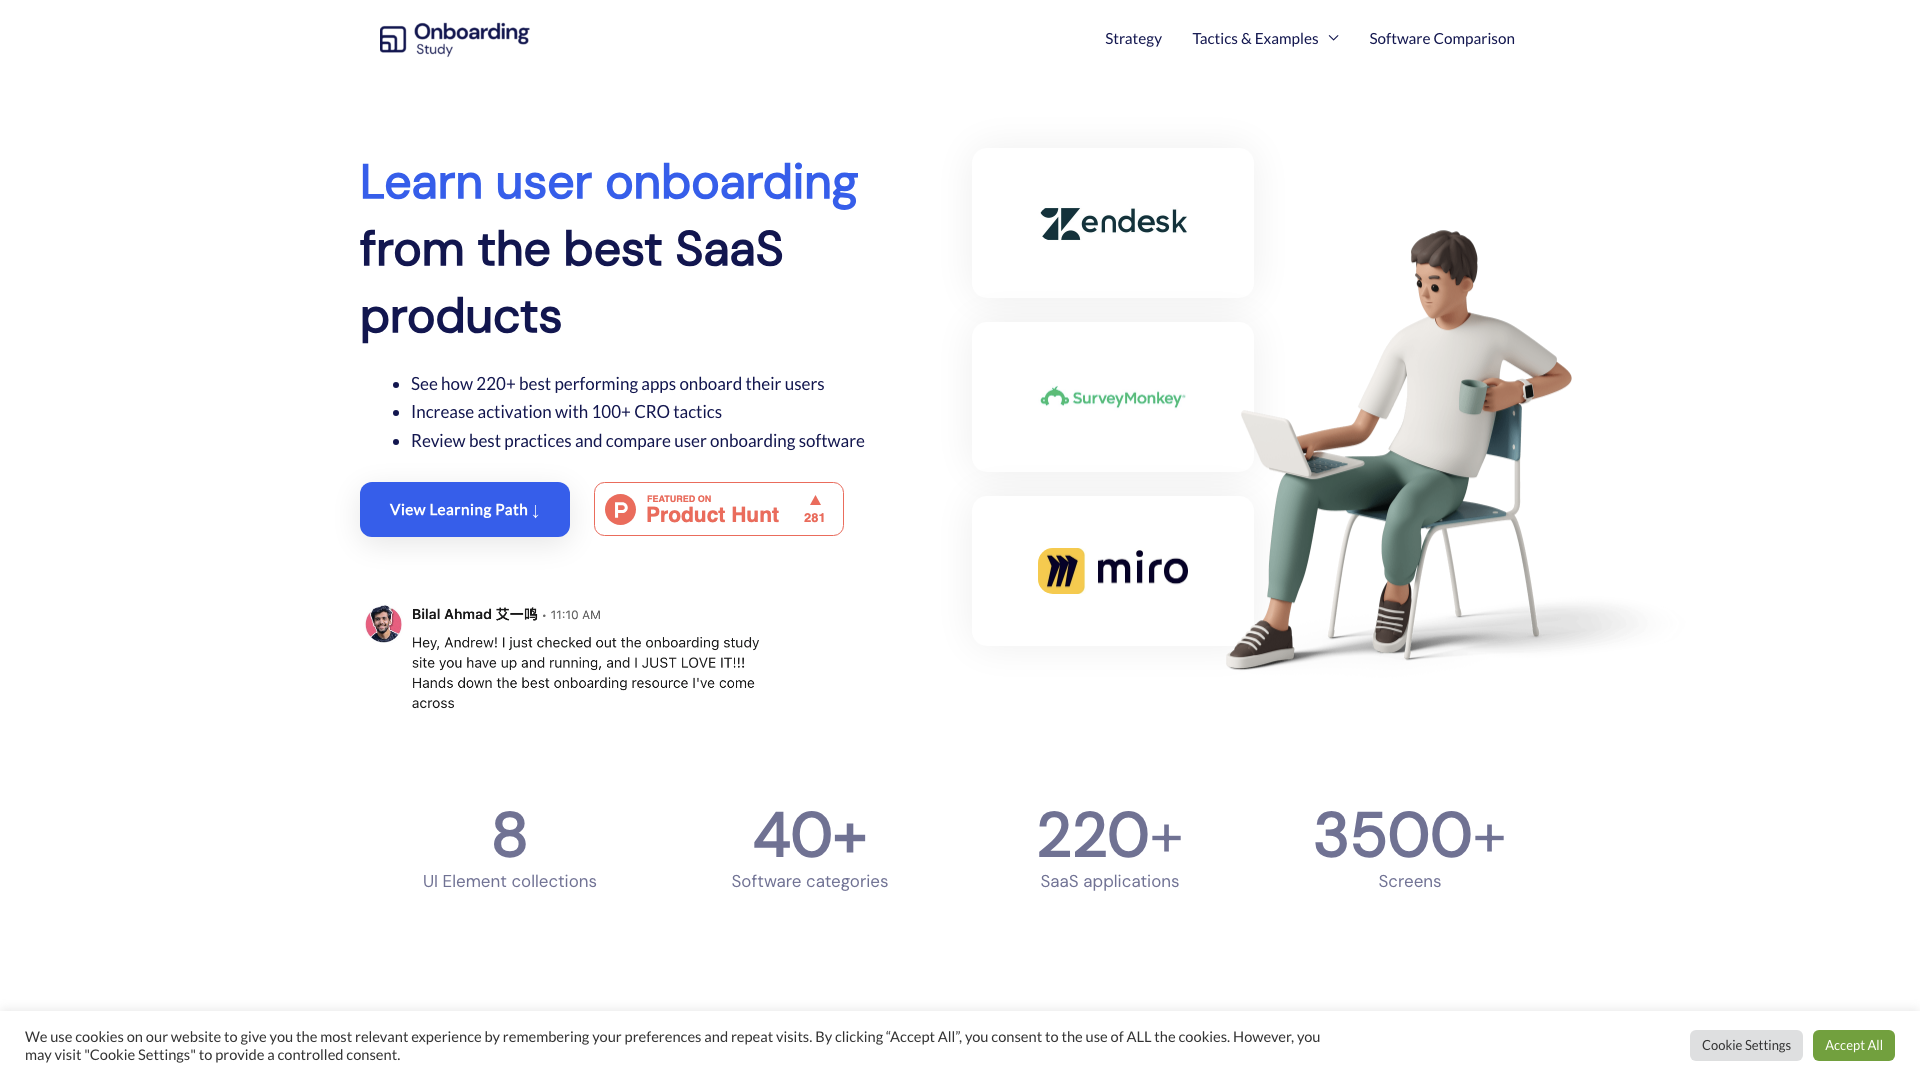 Onboarding
Study
Strategy
Tactics & Examples
Software Comparison
Learn user onboarding
from the best SaaS
products
See how 220+ best performing apps onboard their users
Increase activation with 100+ CRO tactics
Review best practices and compare user onboarding software
View Learning Path ↓
FEATURED ON
Product Hunt
281
Bilal Ahmad 艾一鸣 · 11:10 AM
Hey, Andrew! I just checked out the onboarding study
site you have up and running, and I JUST LOVE IT!!!
Hands down the best onboarding resource I've come
across
zendesk
SurveyMonkey
miro
8
UI Element collections
40+
Software categories
220+
SaaS applications
3500+
Screens
We use cookies on our website to give you the most relevant experience by remembering your preferences and repeat visits. By clicking “Accept All”, you consent to the use of ALL the cookies. However, you
may visit "Cookie Settings" to provide a controlled consent.
Cookie Settings
Accept All